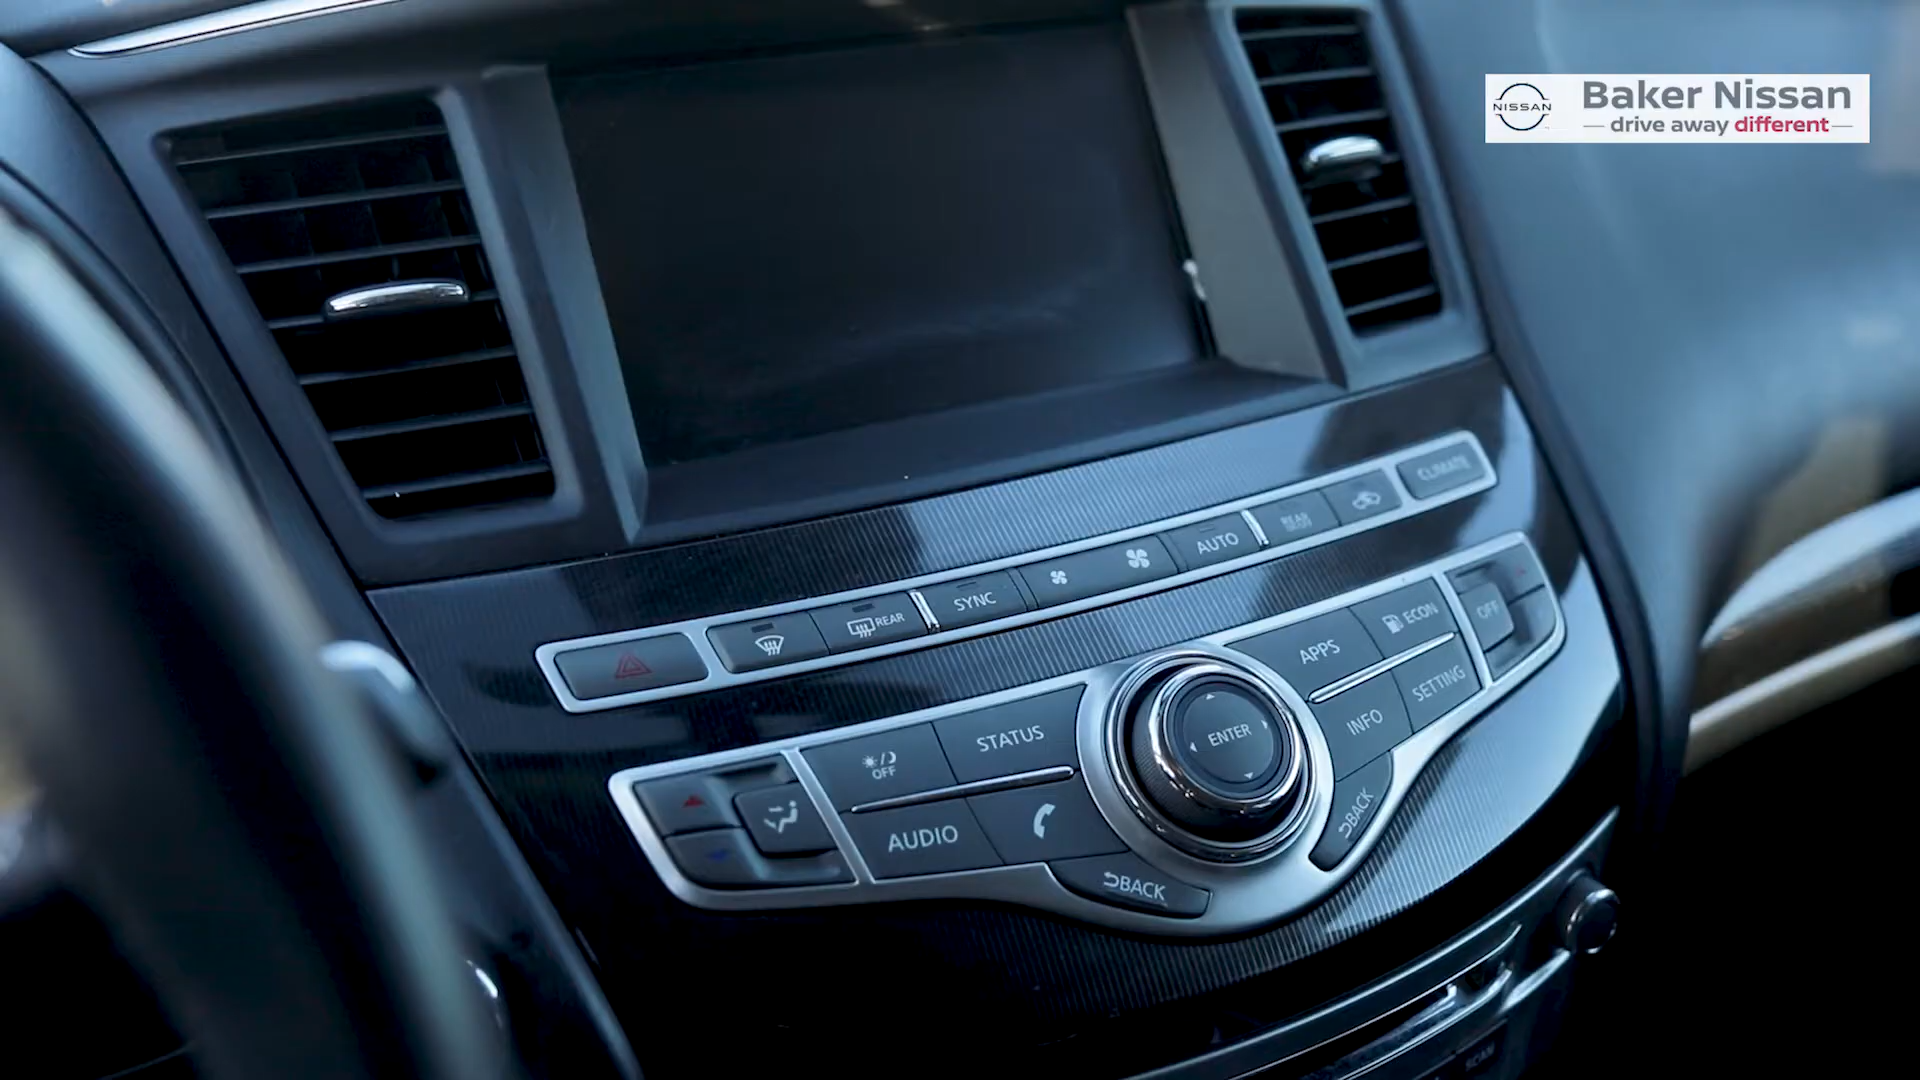 NISSAN
Baker Nissan
drive away different
CLIMATE
REAR
AUTO
SYNC
REAR
OFF
ECON
APPS
SETTING
INFO
ENTER
STATUS
OFF
AUDIO
BACK
BACK
SCAN